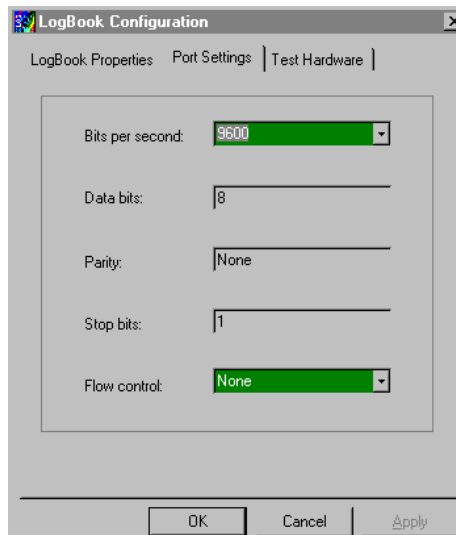 LogBook Configuration
LogBook Properties Port Settings Test Hardware
Bits per second: 9600
Data bits: 8
Parity: None
Stop bits: 1
Flow control: None
OK Cancel Apply